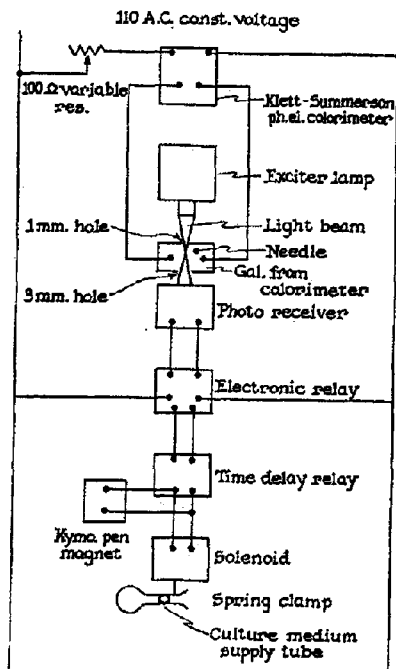 110 A.C. const. voltage
100Ω variable
res.
Klett-Summerson
ph.el. colorimeter
Exciter lamp
1 mm. hole
Light beam
Needle
Gal. from
calorimeter
3 mm. hole
Photo receiver
Electronic relay
Time delay relay
Kymo. pen
magnet
Solenoid
Spring clamp
Culture medium
supply tube